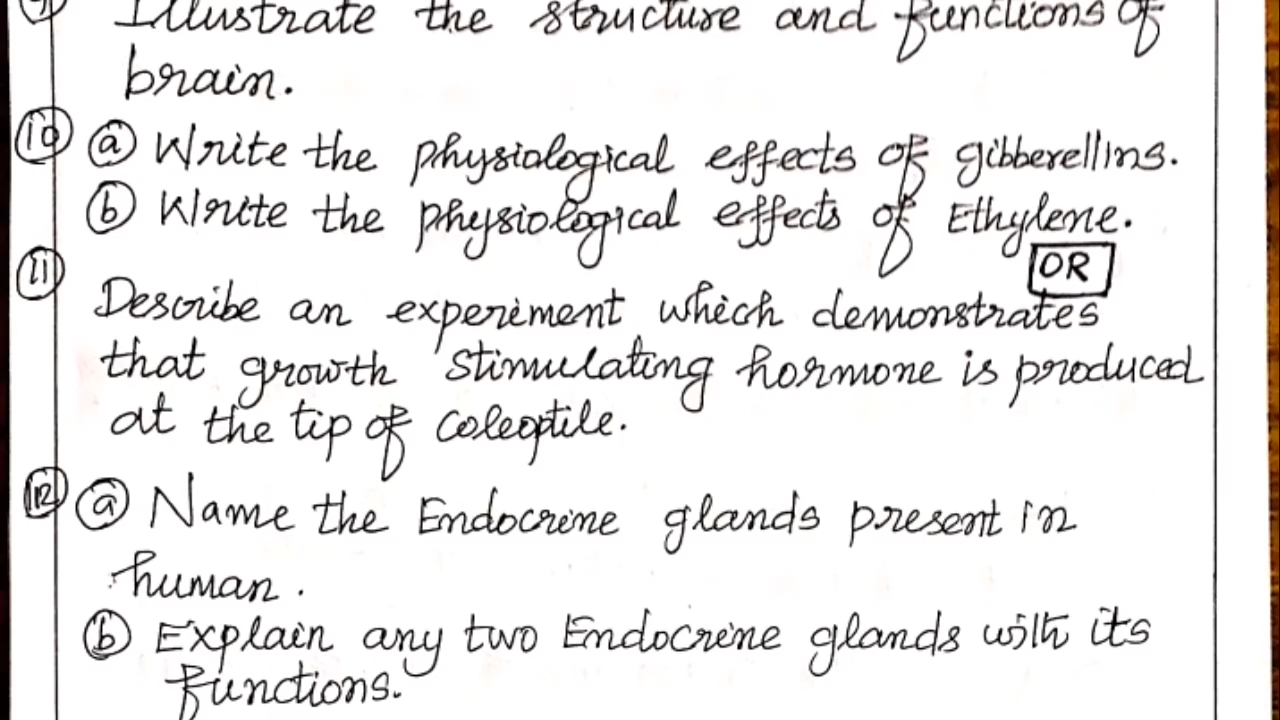 Illustrate the structure and functions of
brain.
10 a Write the physiological effects of gibberellins.
b Write the physiological effects of Ethylene.
OR
11
Describe an experiment which demonstrates
that growth stimulating hormone is produced
at the tip of coleoptile.
12 a Name the Endocrine glands present in
human.
b Explain any two Endocrine glands with its
functions.